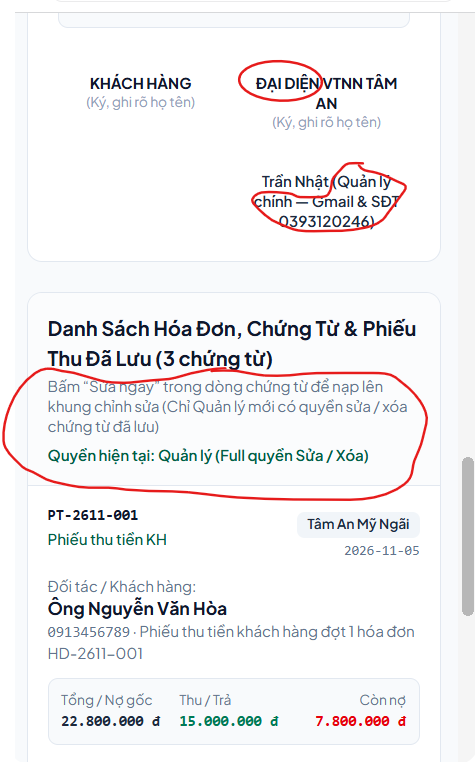 KHÁCH HÀNG
(Ký, ghi rõ họ tên)
ĐẠI DIỆN VTNN TÂM
AN
(Ký, ghi rõ họ tên)
Trần Nhật (Quản lý
chính — Gmail & SĐT
0393120246)
Danh Sách Hóa Đơn, Chứng Từ & Phiếu
Thu Đã Lưu (3 chứng từ)
Bấm “Sửa ngay” trong dòng chứng từ để nạp lên
khung chỉnh sửa (Chỉ Quản lý mới có quyền sửa / xóa
chứng từ đã lưu)
Quyền hiện tại: Quản lý (Full quyền Sửa / Xóa)
PT-2611-001
Tâm An Mỹ Ngãi
Phiếu thu tiền KH
2026-11-05
Đối tác / Khách hàng:
Ông Nguyễn Văn Hòa
0913456789 · Phiếu thu tiền khách hàng đợt 1 hóa đơn
HD-2611-001
Tổng / Nợ gốc Thu / Trả Còn nợ
22.800.000 đ 15.000.000 đ 7.800.000 đ